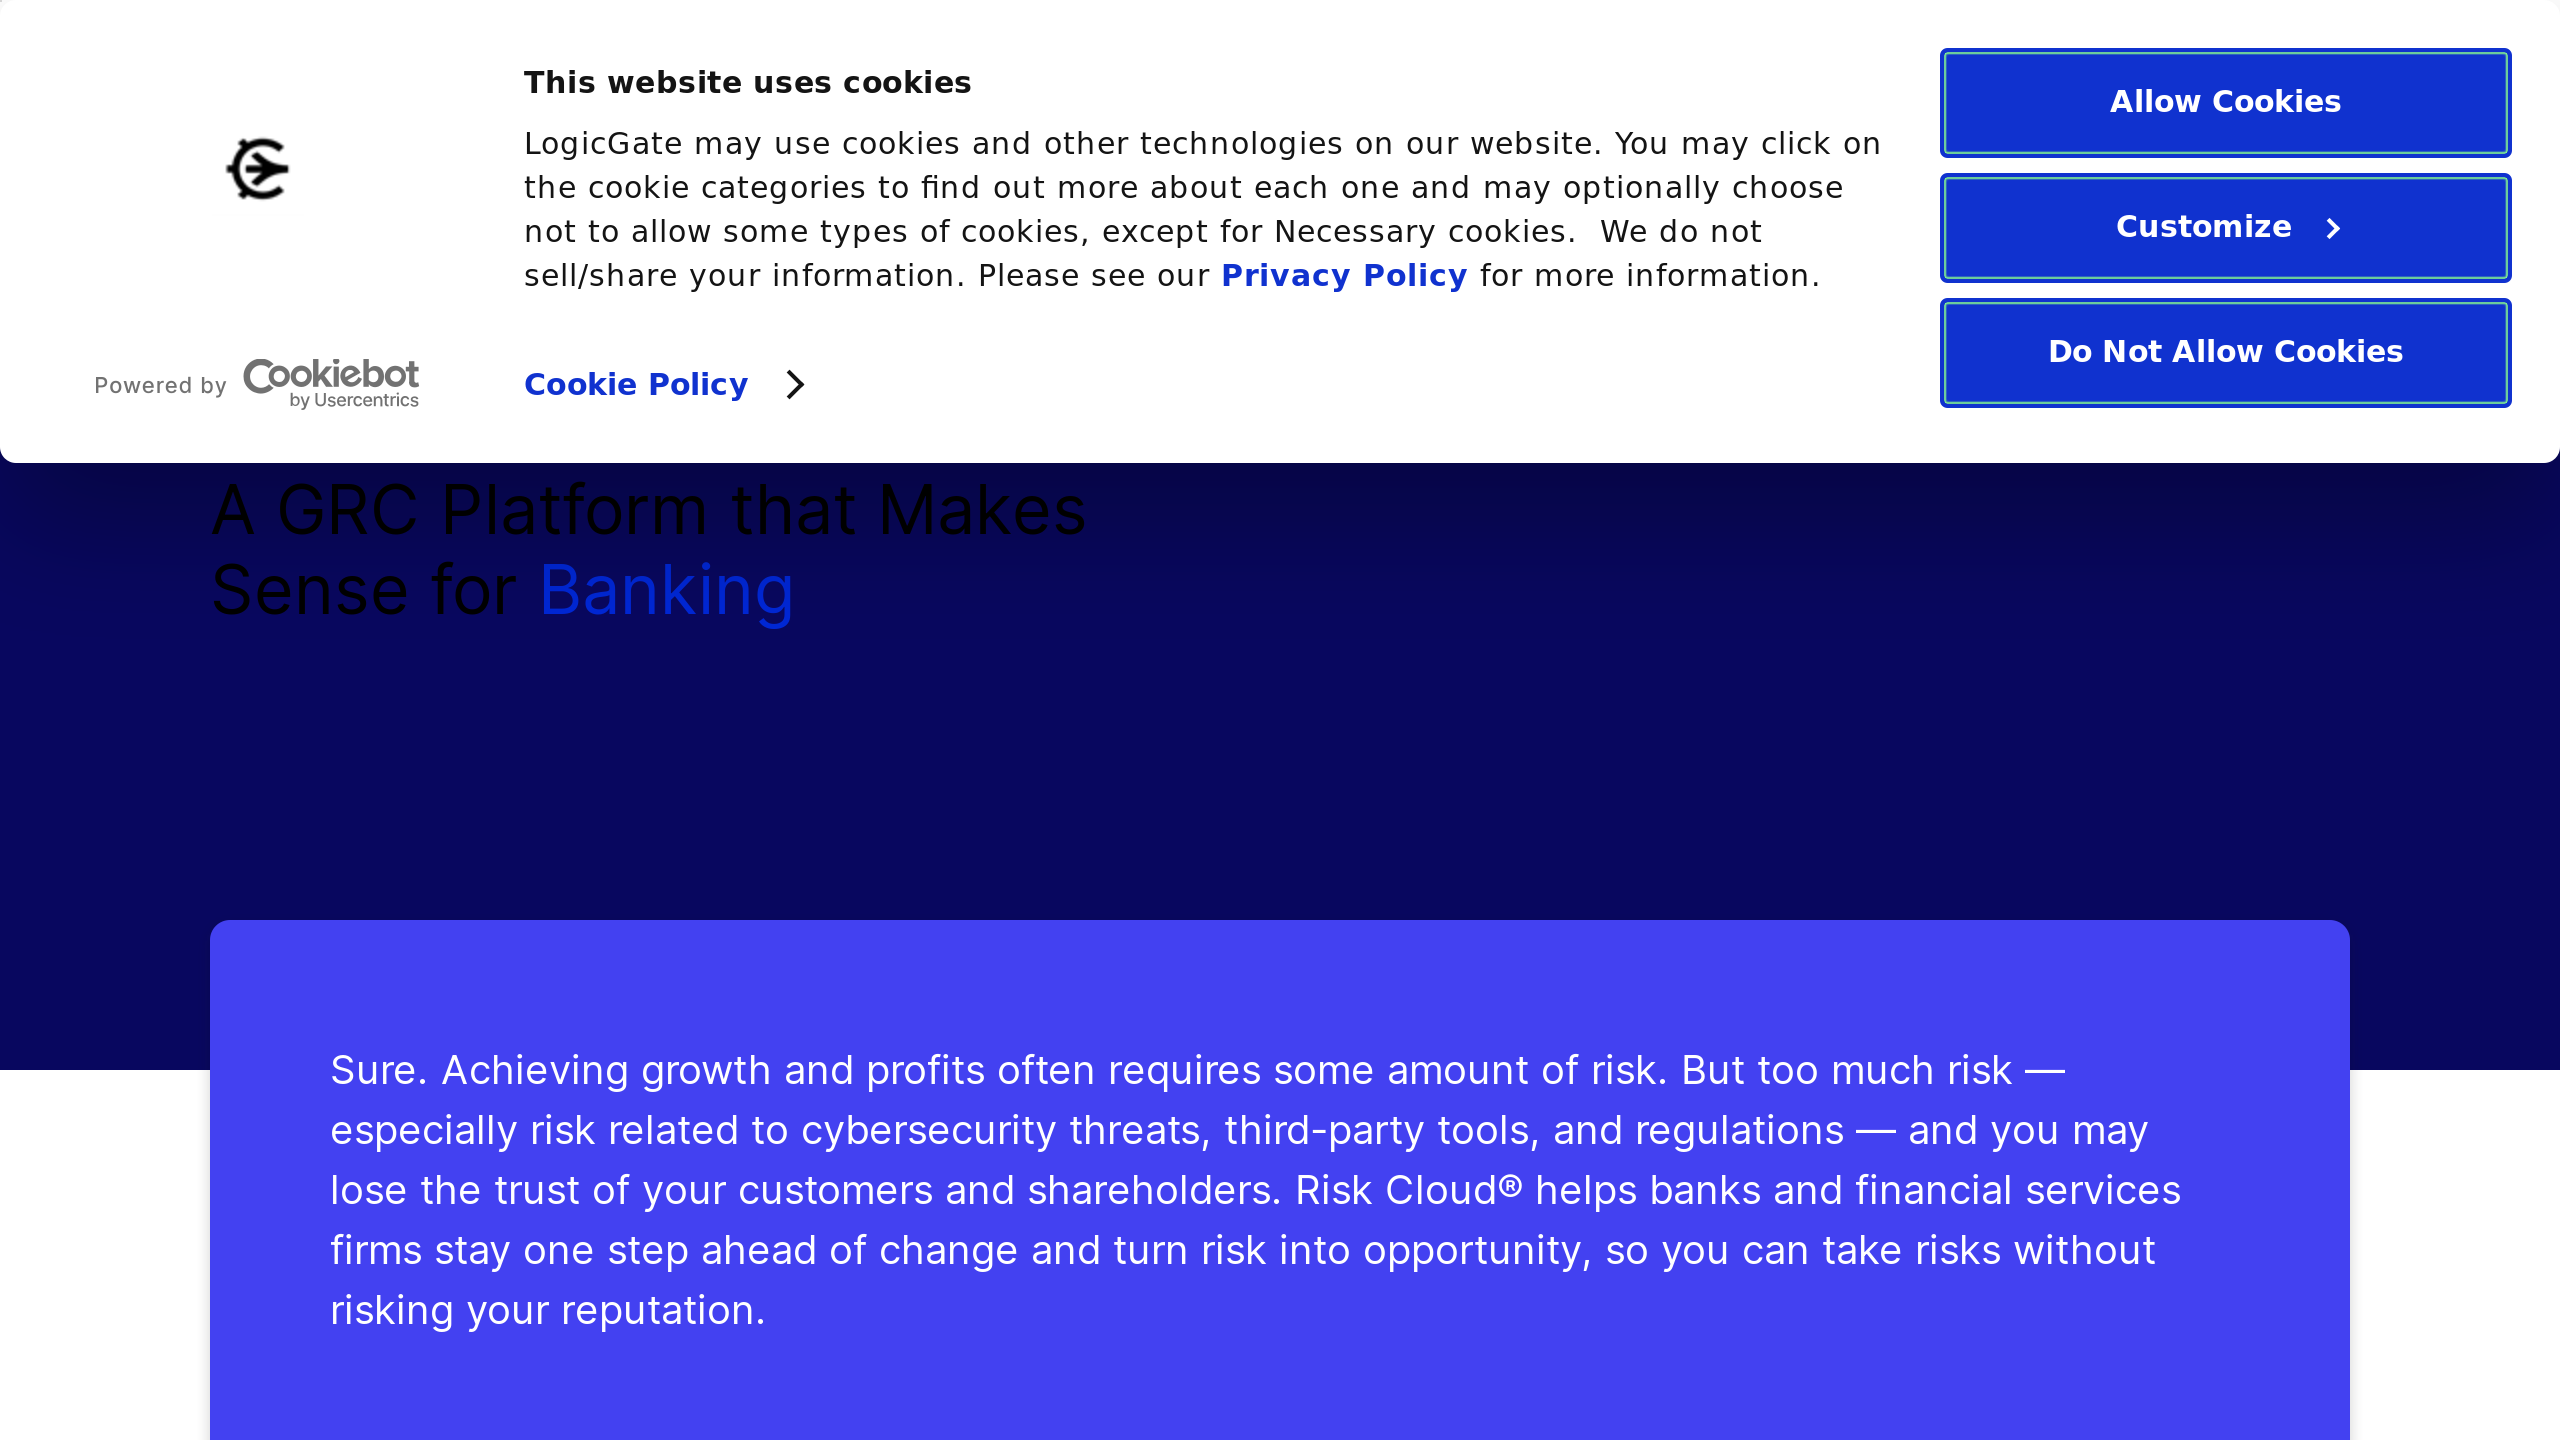 This website uses cookies
LogicGate may use cookies and other technologies on our website. You may click on
the cookie categories to find out more about each one and may optionally choose
not to allow some types of cookies, except for Necessary cookies.  We do not
sell/share your information. Please see our Privacy Policy for more information.
Cookie Policy
Powered by Cookiebot
by Usercentrics
Allow Cookies
Customize
Do Not Allow Cookies
A GRC Platform that Makes
Sense for Banking
Sure. Achieving growth and profits often requires some amount of risk. But too much risk —
especially risk related to cybersecurity threats, third-party tools, and regulations — and you may
lose the trust of your customers and shareholders. Risk Cloud® helps banks and financial services
firms stay one step ahead of change and turn risk into opportunity, so you can take risks without
risking your reputation.